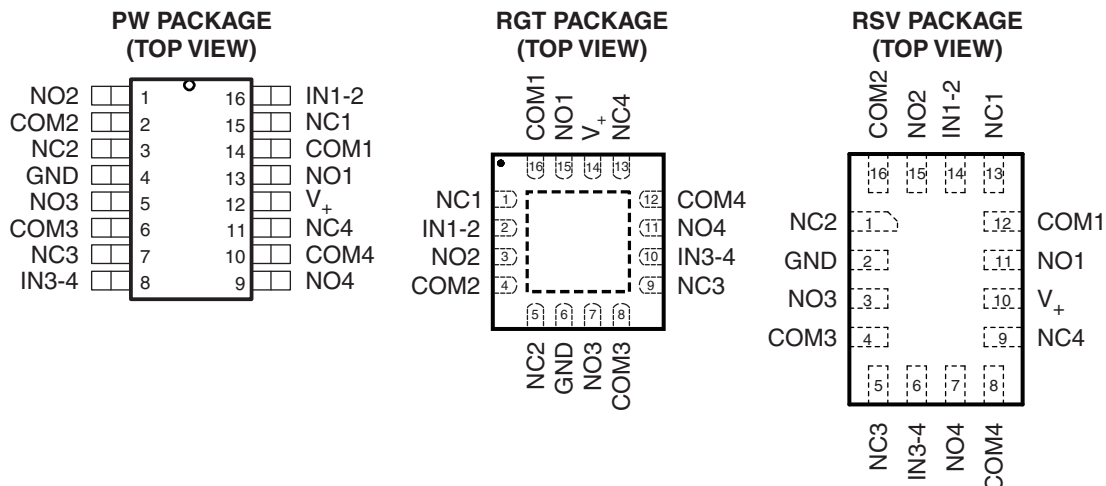 PW PACKAGE
(TOP VIEW)
NO2 1 16 IN1-2
COM2 2 15 NC1
NC2 3 14 COM1
GND 4 13 NO1
NO3 5 12 V+
COM3 6 11 NC4
NC3 7 10 COM4
IN3-4 8 9 NO4
RGT PACKAGE
(TOP VIEW)
COM1 NO1 V+ NC4
16 15 14 13
NC1 1 12 COM4
IN1-2 2 11 NO4
NO2 3 10 IN3-4
COM2 4 9 NC3
5 6 7 8
NC2 GND NO3 COM3
RSV PACKAGE
(TOP VIEW)
COM2 NO2 IN1-2 NC1
16 15 14 13
NC2 1 12 COM1
GND 2 11 NO1
NO3 3 10 V+
COM3 4 9 NC4
5 6 7 8
NC3 IN3-4 NO4 COM4